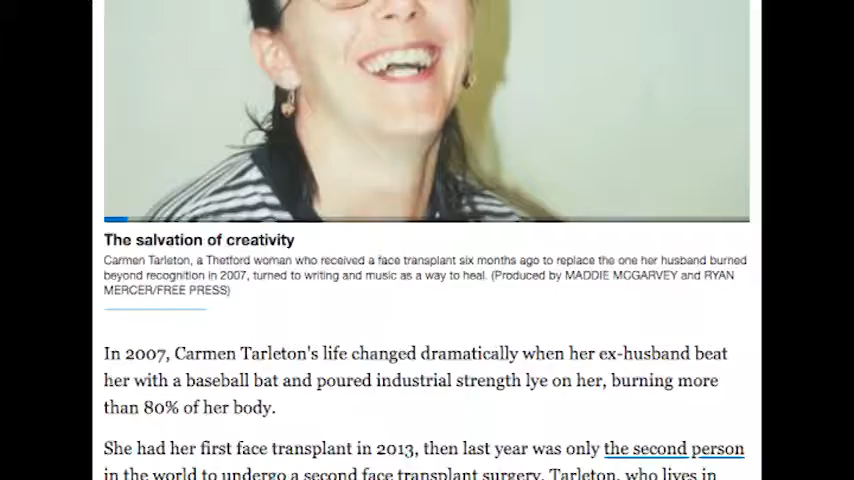 The salvation of creativity
Carmen Tarleton, a Thetford woman who received a face transplant six months ago to replace the one her husband burned
beyond recognition in 2007, turned to writing and music as a way to heal. (Produced by MADDIE MCGARVEY and RYAN
MERCER/FREE PRESS)
In 2007, Carmen Tarleton's life changed dramatically when her ex-husband beat
her with a baseball bat and poured industrial strength lye on her, burning more
than 80% of her body.
She had her first face transplant in 2013, then last year was only the second person
in the world to undergo a second face transplant surgery. Tarleton, who lives in